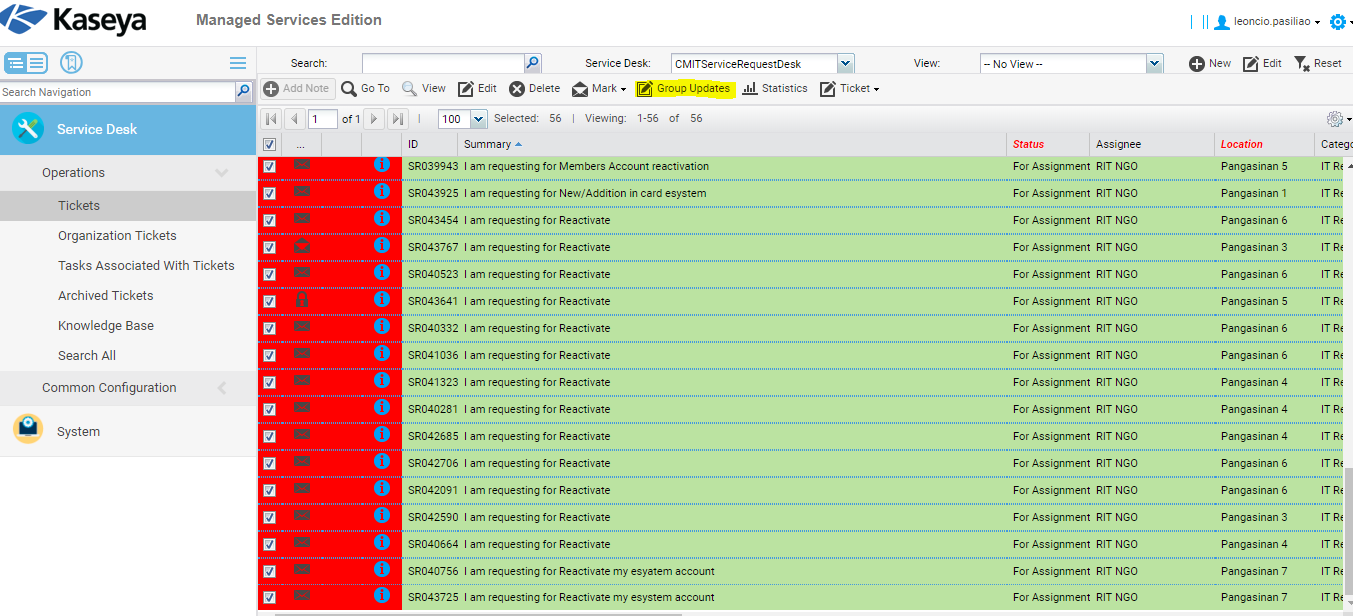 Kaseya Managed Services Edition leoncio.pasiliao
Search: Service Desk: CMITServiceRequestDesk View: -- No View -- New Edit Reset
Search Navigation Add Note Go To View Edit Delete Mark Group Updates Statistics Ticket
1 of 1 100 Selected: 56 Viewing: 1-56 of 56
Service Desk
Operations
Tickets
Organization Tickets
Tasks Associated With Tickets
Archived Tickets
Knowledge Base
Search All
Common Configuration
System
... ID Summary Status Assignee Location Catego
SR039943 I am requesting for Members Account reactivation For Assignment RIT NGO Pangasinan 5 IT Re
SR043925 I am requesting for New/Addition in card esystem For Assignment RIT NGO Pangasinan 1 IT Re
SR043454 I am requesting for Reactivate For Assignment RIT NGO Pangasinan 6 IT Re
SR043767 I am requesting for Reactivate For Assignment RIT NGO Pangasinan 3 IT Re
SR040523 I am requesting for Reactivate For Assignment RIT NGO Pangasinan 6 IT Re
SR043641 I am requesting for Reactivate For Assignment RIT NGO Pangasinan 5 IT Re
SR040332 I am requesting for Reactivate For Assignment RIT NGO Pangasinan 6 IT Re
SR041036 I am requesting for Reactivate For Assignment RIT NGO Pangasinan 6 IT Re
SR041323 I am requesting for Reactivate For Assignment RIT NGO Pangasinan 4 IT Re
SR040281 I am requesting for Reactivate For Assignment RIT NGO Pangasinan 4 IT Re
SR042685 I am requesting for Reactivate For Assignment RIT NGO Pangasinan 4 IT Re
SR042706 I am requesting for Reactivate For Assignment RIT NGO Pangasinan 6 IT Re
SR042091 I am requesting for Reactivate For Assignment RIT NGO Pangasinan 6 IT Re
SR042590 I am requesting for Reactivate For Assignment RIT NGO Pangasinan 3 IT Re
SR040664 I am requesting for Reactivate For Assignment RIT NGO Pangasinan 4 IT Re
SR040756 I am requesting for Reactivate my esyatem account For Assignment RIT NGO Pangasinan 7 IT Re
SR043725 I am requesting for Reactivate my esystem account For Assignment RIT NGO Pangasinan 7 IT Re